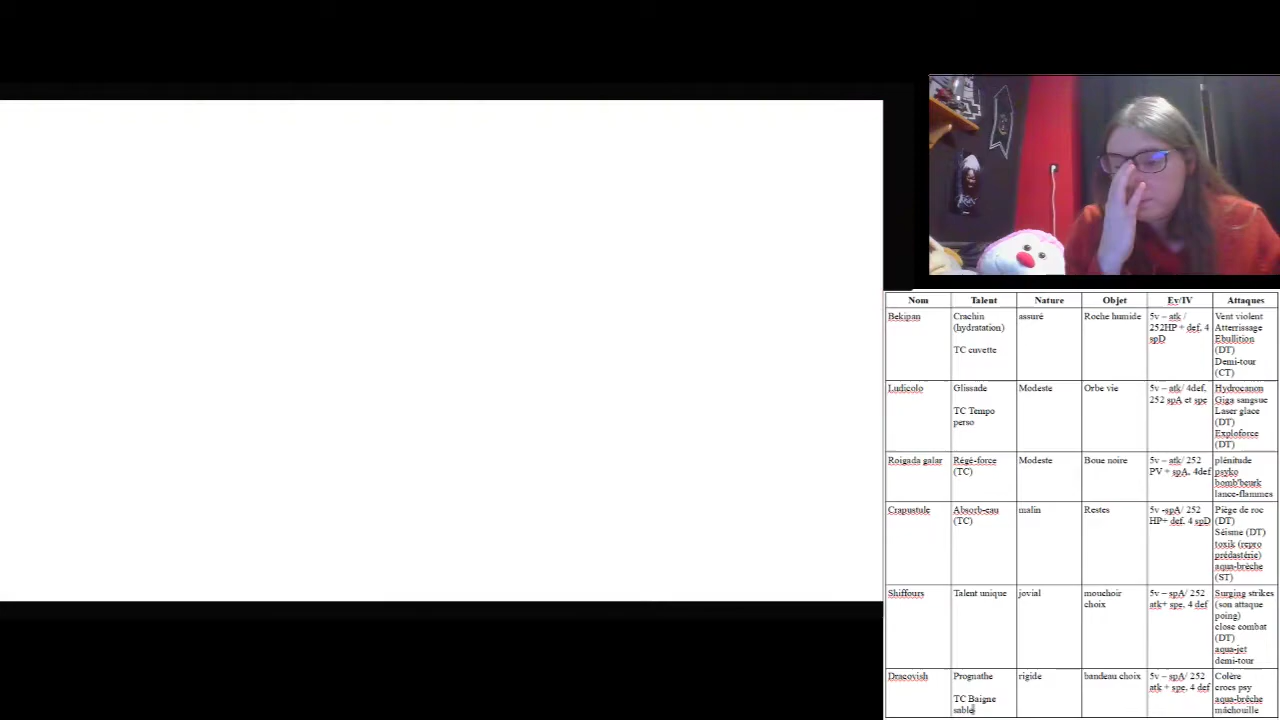 Nom Talent Nature Objet Ev/IV Attaques
Bekipan Crachin assuré Roche humide 5v – atk / Vent violent
(hydratation) 252HP + def, 4 Atterrissage
spD Ebullition
TC cuvette (DT)
Demi-tour
(CT)
Ludicolo Glissade Modeste Orbe vie 5v – atk/ 4def, Hydrocanon
252 spA et spe Giga sangsue
TC Tempo Laser glace
perso (DT)
Exploforce
(DT)
Roigada galar Régé-force Modeste Boue noire 5v – atk/ 252 plénitude
(TC) PV + spA, 4def psyko
bomb'beurk
lance-flammes
Crapustule Absorb-eau malin Restes 5v -spA/ 252 Piège de roc
(TC) HP+ def, 4 spD (DT)
Séisme (DT)
toxik (repro
prédastérie)
aqua-brèche
(ST)
Shiffours Talent unique jovial mouchoir 5v – spA/ 252 Surging strikes
choix atk+ spe, 4 def (son attaque
poing)
close combat
(DT)
aqua-jet
demi-tour
Dracovish Prognathe rigide bandeau choix 5v – spA/ 252 Colère
atk + spe, 4 def crocs psy
TC Baigne aqua-brèche
sable mâchouille